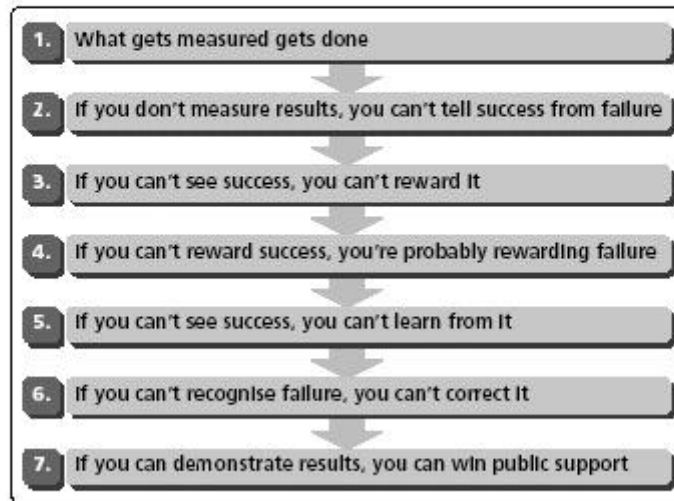 1. What gets measured gets done
2. If you don't measure results, you can't tell success from failure
3. If you can't see success, you can't reward it
4. If you can't reward success, you're probably rewarding failure
5. If you can't see success, you can't learn from it
6. If you can't recognise failure, you can't correct it
7. If you can demonstrate results, you can win public support